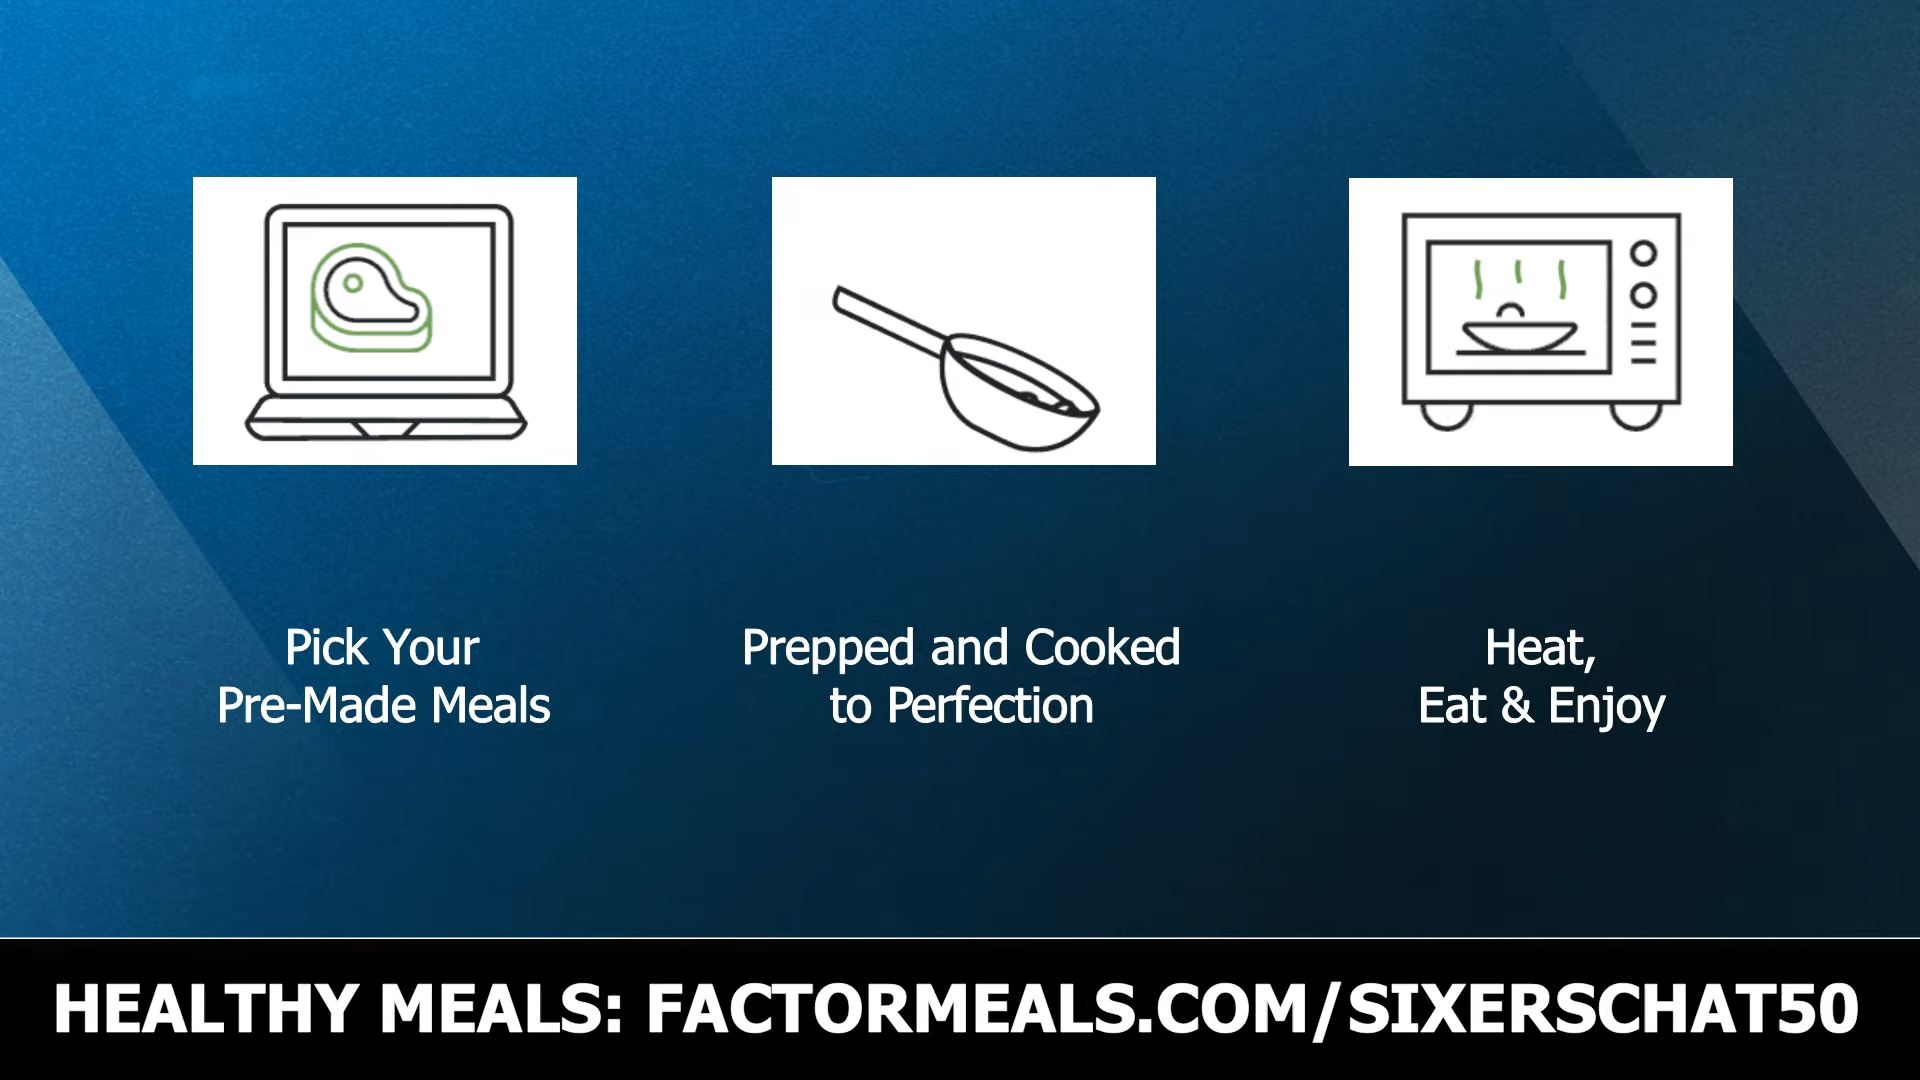 Pick Your
Pre-Made Meals
Prepped and Cooked
to Perfection
Heat,
Eat & Enjoy
HEALTHY MEALS: FACTORMEALS.COM/SIXERSCHAT50